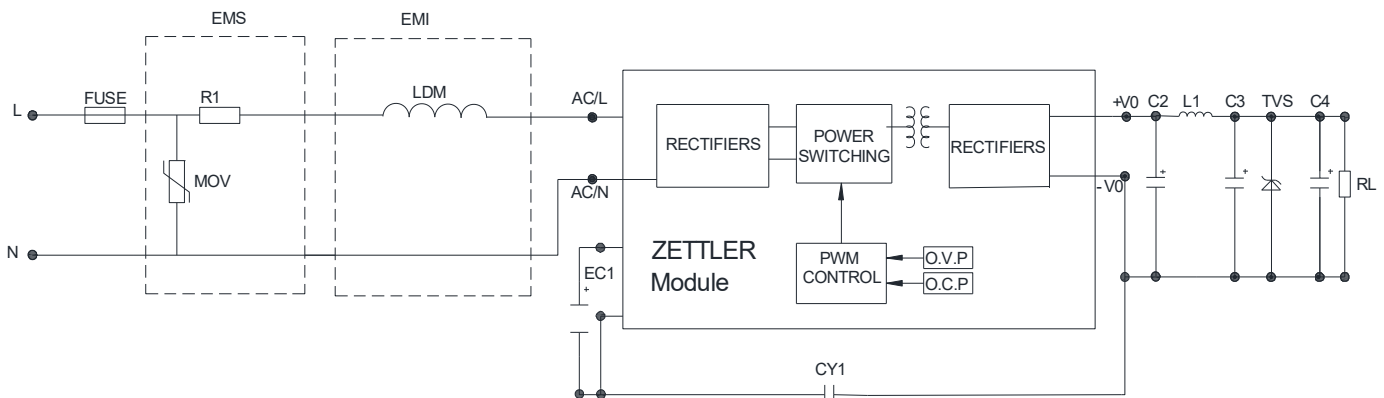 EMS
EMI
L
FUSE
R1
LDM
AC/L
MOV
N
AC/N
EC1
+
RECTIFIERS
POWER
SWITCHING
RECTIFIERS
ZETTLER
Module
PWM
CONTROL
O.V.P
O.C.P
CY1
+V0
C2
L1
C3
TVS
C4
-V0
+
+
+
RL